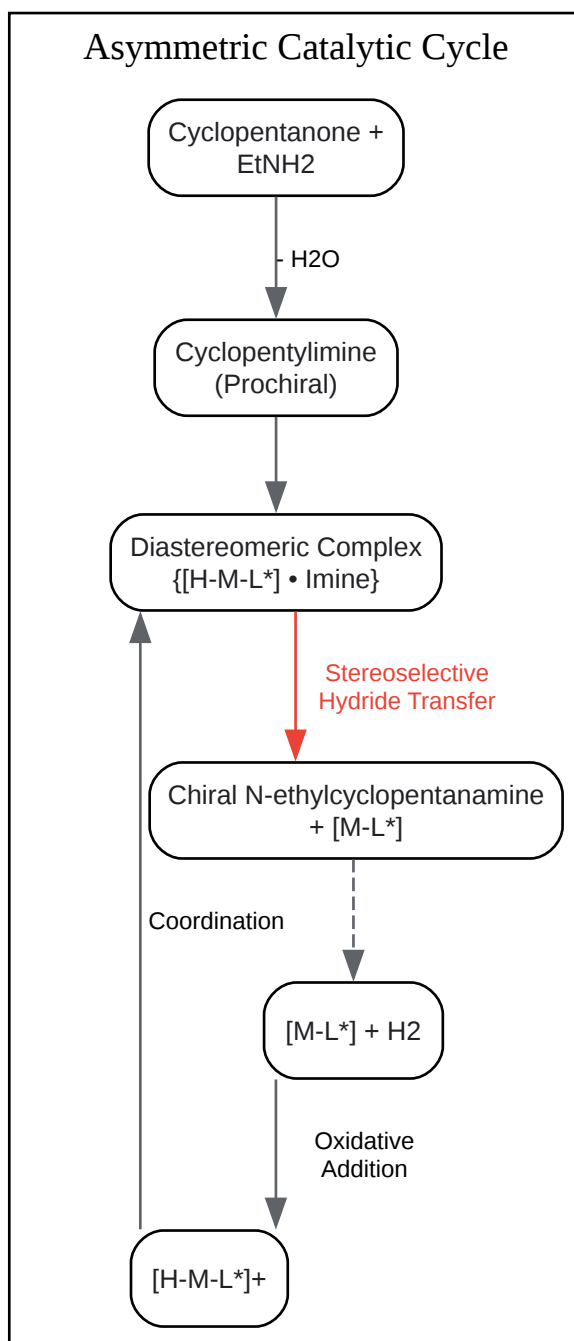 Asymmetric Catalytic Cycle
Cyclopentanone +
EtNH2
- H2O
Cyclopentylimine
(Prochiral)
Diastereomeric Complex
{[H-M-L*] • Imine}
Stereoselective
Hydride Transfer
Chiral N-ethylcyclopentanamine
+ [M-L*]
Coordination
[M-L*] + H2
Oxidative
Addition
[H-M-L*]+